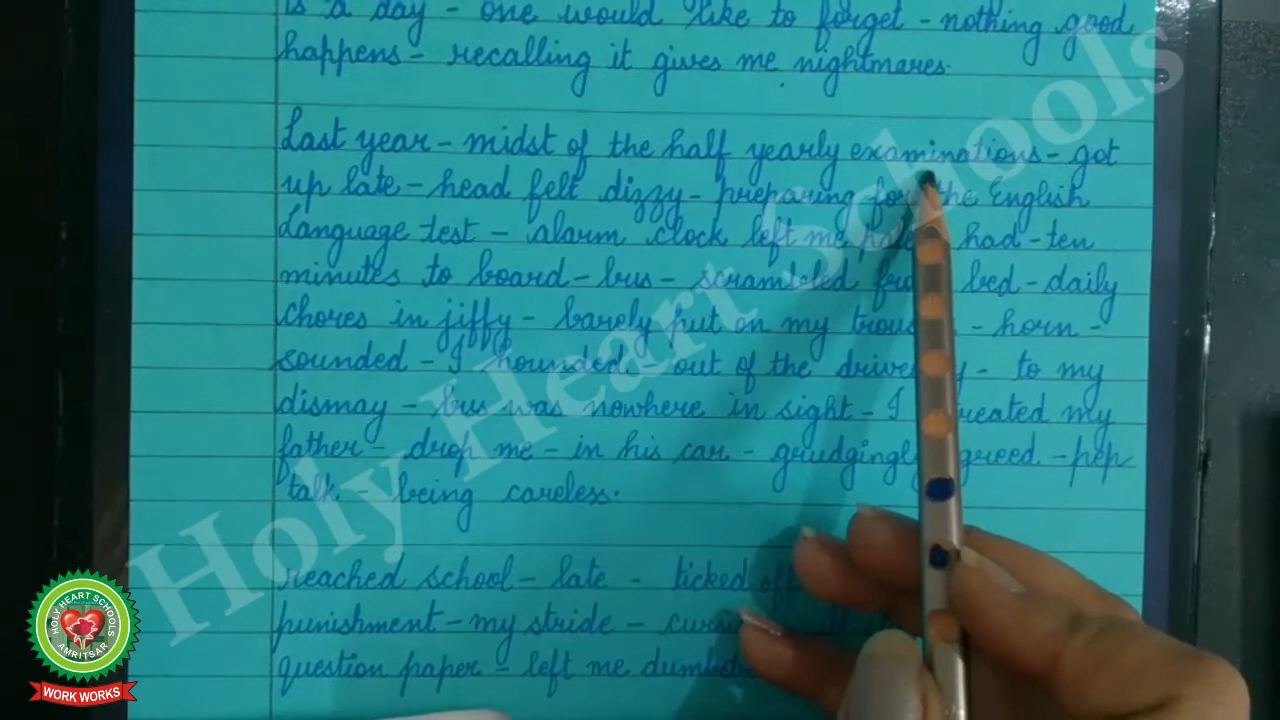 is a day - one would like to forget - nothing good
happens - recalling it gives me nightmares.
Last year - midst of the half yearly examinations - got
up late - head felt dizzy - preparing for the English
Language test - alarm clock left me had - ten
minutes to board - bus - scrambled bed - daily
chores in jiffy - barely put on my - horn -
sounded - I hounded out of the - to my
dismay - bus was nowhere in sight - I my
father - drop me - in his car - grudgingly - pep
talk - being careless.
reached school - late - ticked off
punishment - my stride -
question paper - left me
Holy Heart Schools
HOLY HEART SCHOOLS
AMRITSAR
WORK WORKS